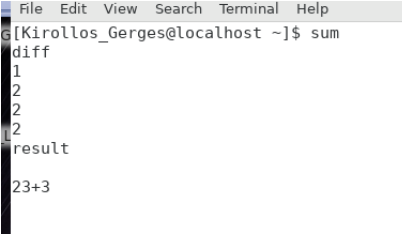 File Edit View Search Terminal Help
[Kirollos_Gerges@localhost ~]$ sum
diff
1
2
2
2
result
23+3